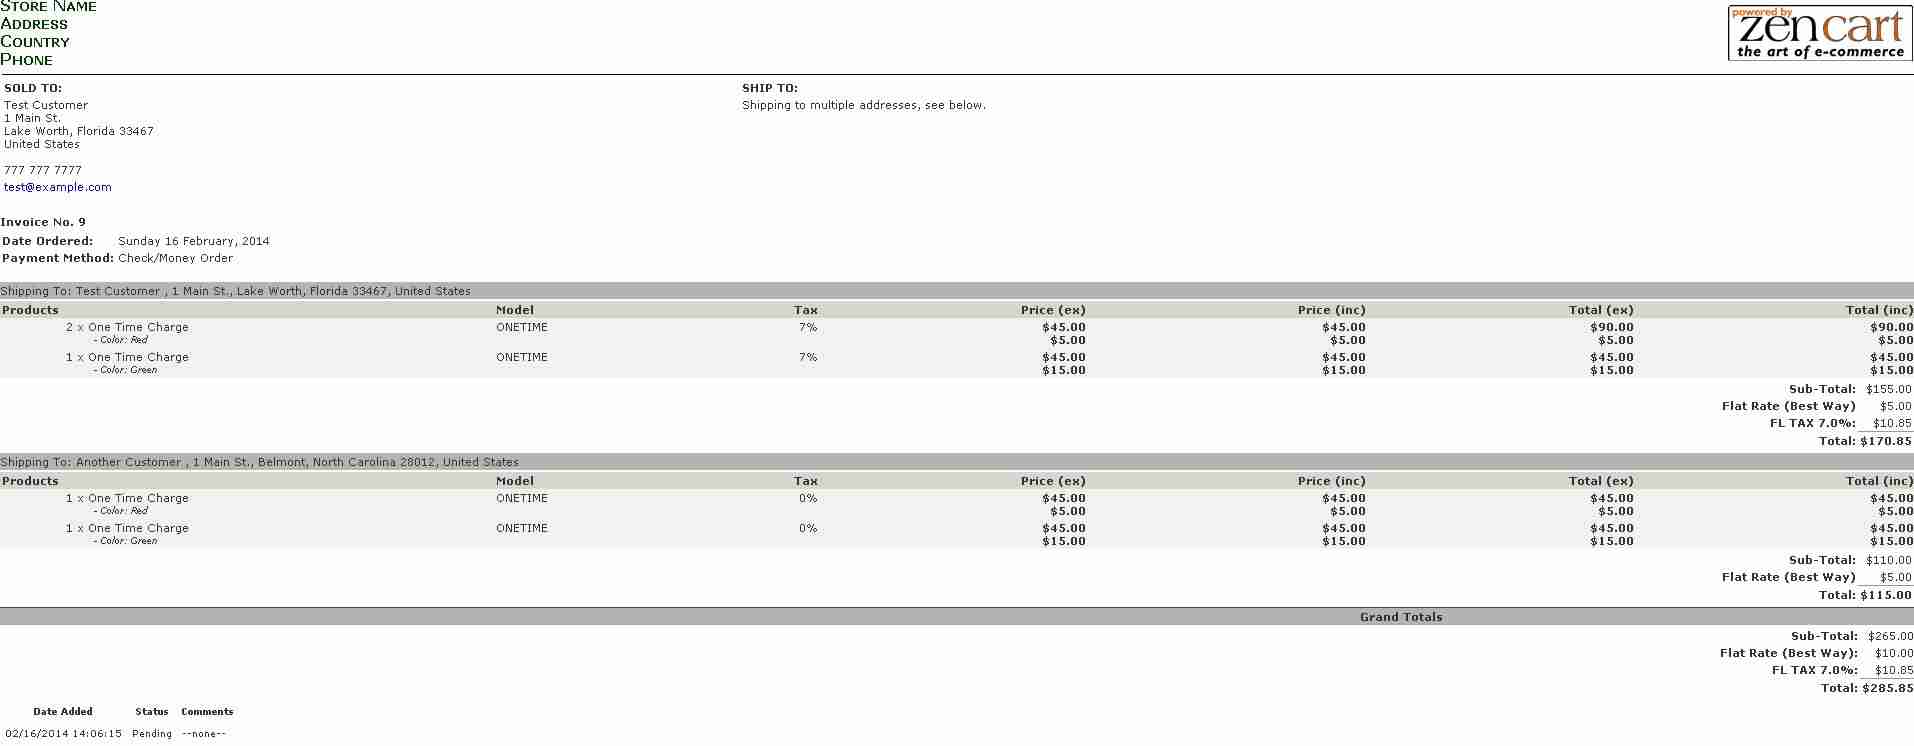 STORE NAME
ADDRESS
COUNTRY
PHONE
powered by
zen cart
the art of e-commerce
SOLD TO:
Test Customer
1 Main St.
Lake Worth, Florida 33467
United States
777 777 7777
test@example.com
SHIP TO:
Shipping to multiple addresses, see below.
Invoice No. 9
Date Ordered: Sunday 16 February, 2014
Payment Method: Check/Money Order
Shipping To: Test Customer , 1 Main St., Lake Worth, Florida 33467, United States
Products Model Tax Price (ex) Price (inc) Total (ex) Total (inc)
2 x One Time Charge ONETIME 7% $45.00 $45.00 $90.00 $90.00
- Color: Red $5.00 $5.00 $5.00 $5.00
1 x One Time Charge ONETIME 7% $45.00 $45.00 $45.00 $45.00
- Color: Green $15.00 $15.00 $15.00 $15.00
Sub-Total: $155.00
Flat Rate (Best Way) $5.00
FL TAX 7.0%: $10.85
Total: $170.85
Shipping To: Another Customer , 1 Main St., Belmont, North Carolina 28012, United States
Products Model Tax Price (ex) Price (inc) Total (ex) Total (inc)
1 x One Time Charge ONETIME 0% $45.00 $45.00 $45.00 $45.00
- Color: Red $5.00 $5.00 $5.00 $5.00
1 x One Time Charge ONETIME 0% $45.00 $45.00 $45.00 $45.00
- Color: Green $15.00 $15.00 $15.00 $15.00
Sub-Total: $110.00
Flat Rate (Best Way) $5.00
Total: $115.00
Grand Totals
Sub-Total: $265.00
Flat Rate (Best Way): $10.00
FL TAX 7.0%: $10.85
Total: $285.85
Date Added Status Comments
02/16/2014 14:06:15 Pending --none--